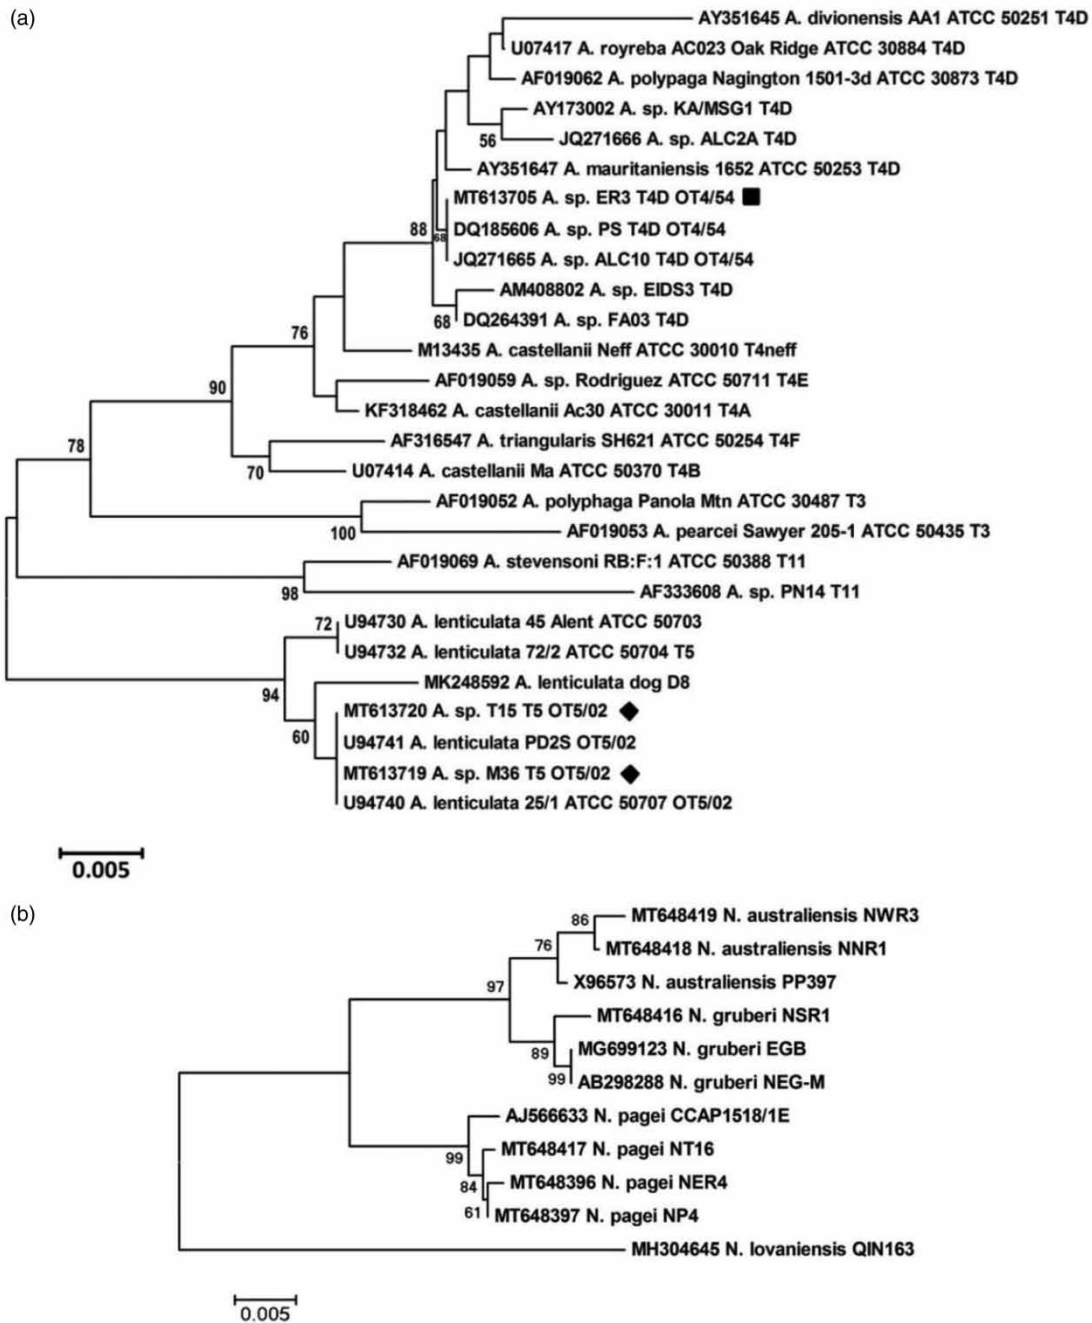 (a)
AY351645 A. divionensis AA1 ATCC 50251 T4D
U07417 A. royreba AC023 Oak Ridge ATCC 30884 T4D
AF019062 A. polypaga Nagington 1501-3d ATCC 30873 T4D
AY173002 A. sp. KA/MSG1 T4D
56
JQ271666 A. sp. ALC2A T4D
AY351647 A. mauritaniensis 1652 ATCC 50253 T4D
MT613705 A. sp. ER3 T4D OT4/54
88
68
DQ185606 A. sp. PS T4D OT4/54
JQ271665 A. sp. ALC10 T4D OT4/54
AM408802 A. sp. EIDS3 T4D
68
DQ264391 A. sp. FA03 T4D
76
M13435 A. castellanii Neff ATCC 30010 T4neff
AF019059 A. sp. Rodriguez ATCC 50711 T4E
90
KF318462 A. castellanii Ac30 ATCC 30011 T4A
78
AF316547 A. triangularis SH621 ATCC 50254 T4F
70
U07414 A. castellanii Ma ATCC 50370 T4B
AF019052 A. polyphaga Panola Mtn ATCC 30487 T3
100
AF019053 A. pearcei Sawyer 205-1 ATCC 50435 T3
AF019069 A. stevensoni RB:F:1 ATCC 50388 T11
98
AF333608 A. sp. PN14 T11
72
U94730 A. lenticulata 45 Alent ATCC 50703
U94732 A. lenticulata 72/2 ATCC 50704 T5
94
MK248592 A. lenticulata dog D8
MT613720 A. sp. T15 T5 OT5/02
60
U94741 A. lenticulata PD2S OT5/02
MT613719 A. sp. M36 T5 OT5/02
U94740 A. lenticulata 25/1 ATCC 50707 OT5/02
0.005
(b)
86
MT648419 N. australiensis NWR3
76
MT648418 N. australiensis NNR1
97
X96573 N. australiensis PP397
MT648416 N. gruberi NSR1
89
MG699123 N. gruberi EGB
99
AB298288 N. gruberi NEG-M
AJ566633 N. pagei CCAP1518/1E
99
MT648417 N. pagei NT16
84
MT648396 N. pagei NER4
61
MT648397 N. pagei NP4
MH304645 N. lovaniensis QIN163
0.005